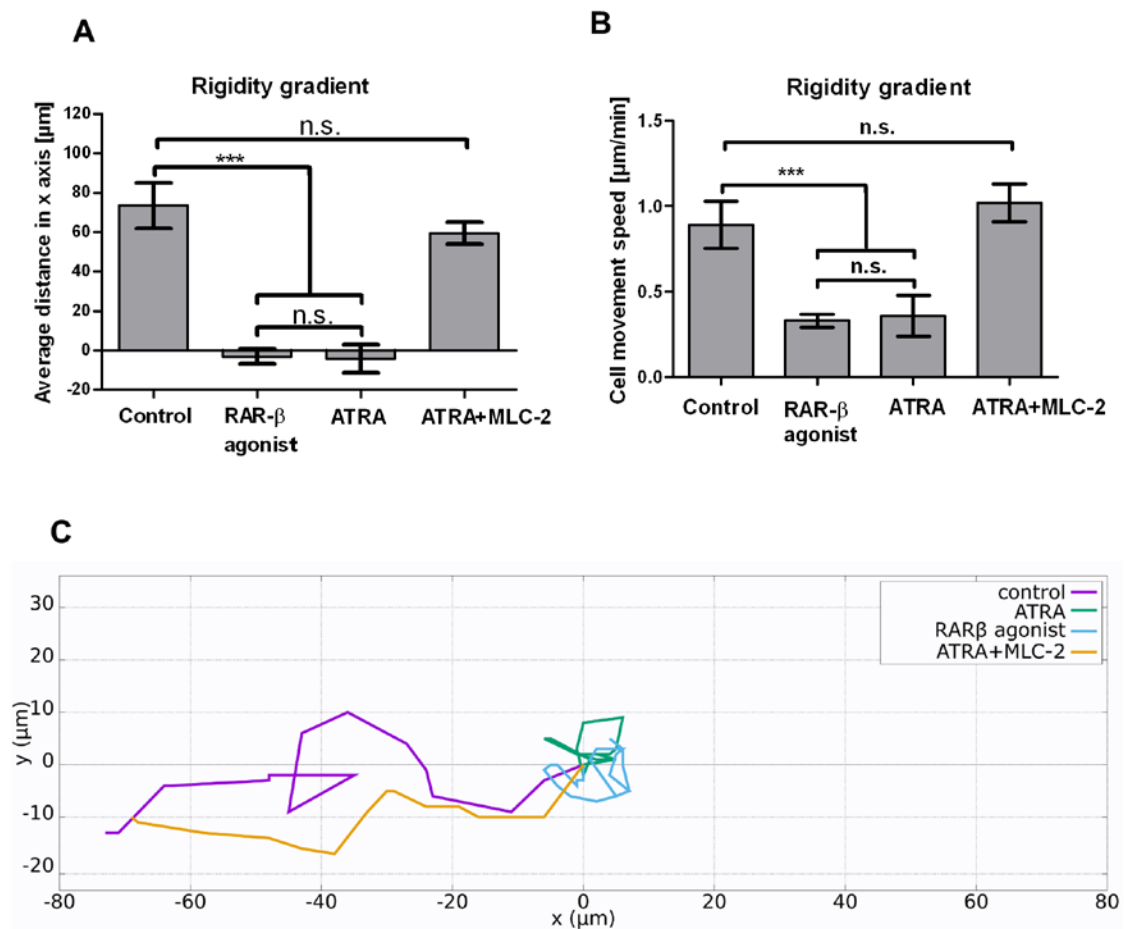 A
Rigidity gradient
Average distance in x axis [µm]
120
100
80
60
40
20
0
-20
n.s.
***
n.s.
Control
RAR-β
agonist
ATRA
ATRA+MLC-2
B
Rigidity gradient
Cell movement speed [µm/min]
1.5
1.0
0.5
0.0
n.s.
***
n.s.
Control
RAR-β
agonist
ATRA
ATRA+MLC-2
C
control
ATRA
RARβ agonist
ATRA+MLC-2
y (µm)
30
20
10
0
-10
-20
-80
-60
-40
-20
0
20
40
60
80
x (µm)